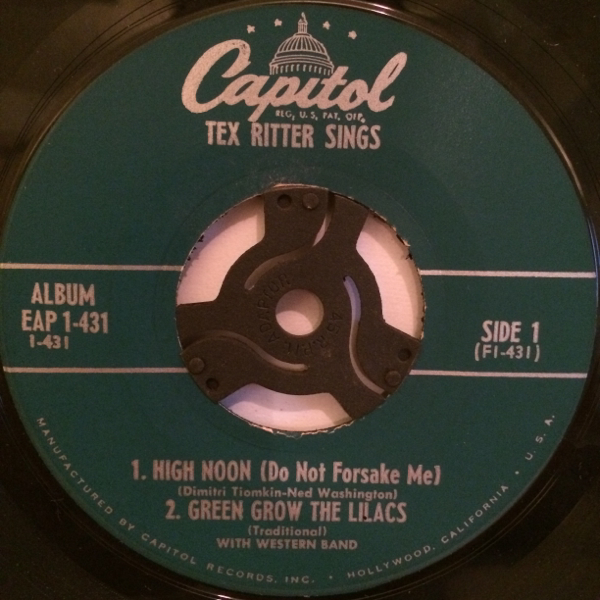 Capitol
REG. U.S. PAT. OFF.
TEX RITTER SINGS
ALBUM
EAP 1-431
1-431
SIDE 1
(F1-431)
1. HIGH NOON (Do Not Forsake Me)
(Dimitri Tiomkin-Ned Washington)
2. GREEN GROW THE LILACS
(Traditional)
WITH WESTERN BAND
MANUFACTURED BY CAPITOL RECORDS, INC. • HOLLYWOOD, CALIFORNIA • U.S.A.